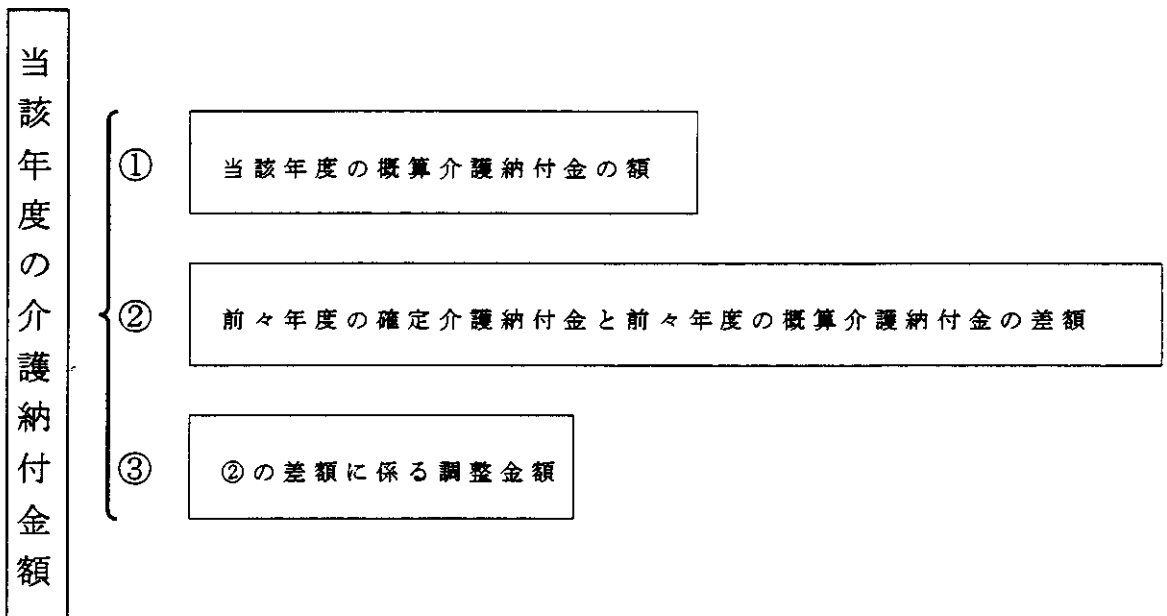 当該年度の介護納付金額
① 当該年度の概算介護納付金の額
② 前々年度の確定介護納付金と前々年度の概算介護納付金の差額
③ ②の差額に係る調整金額